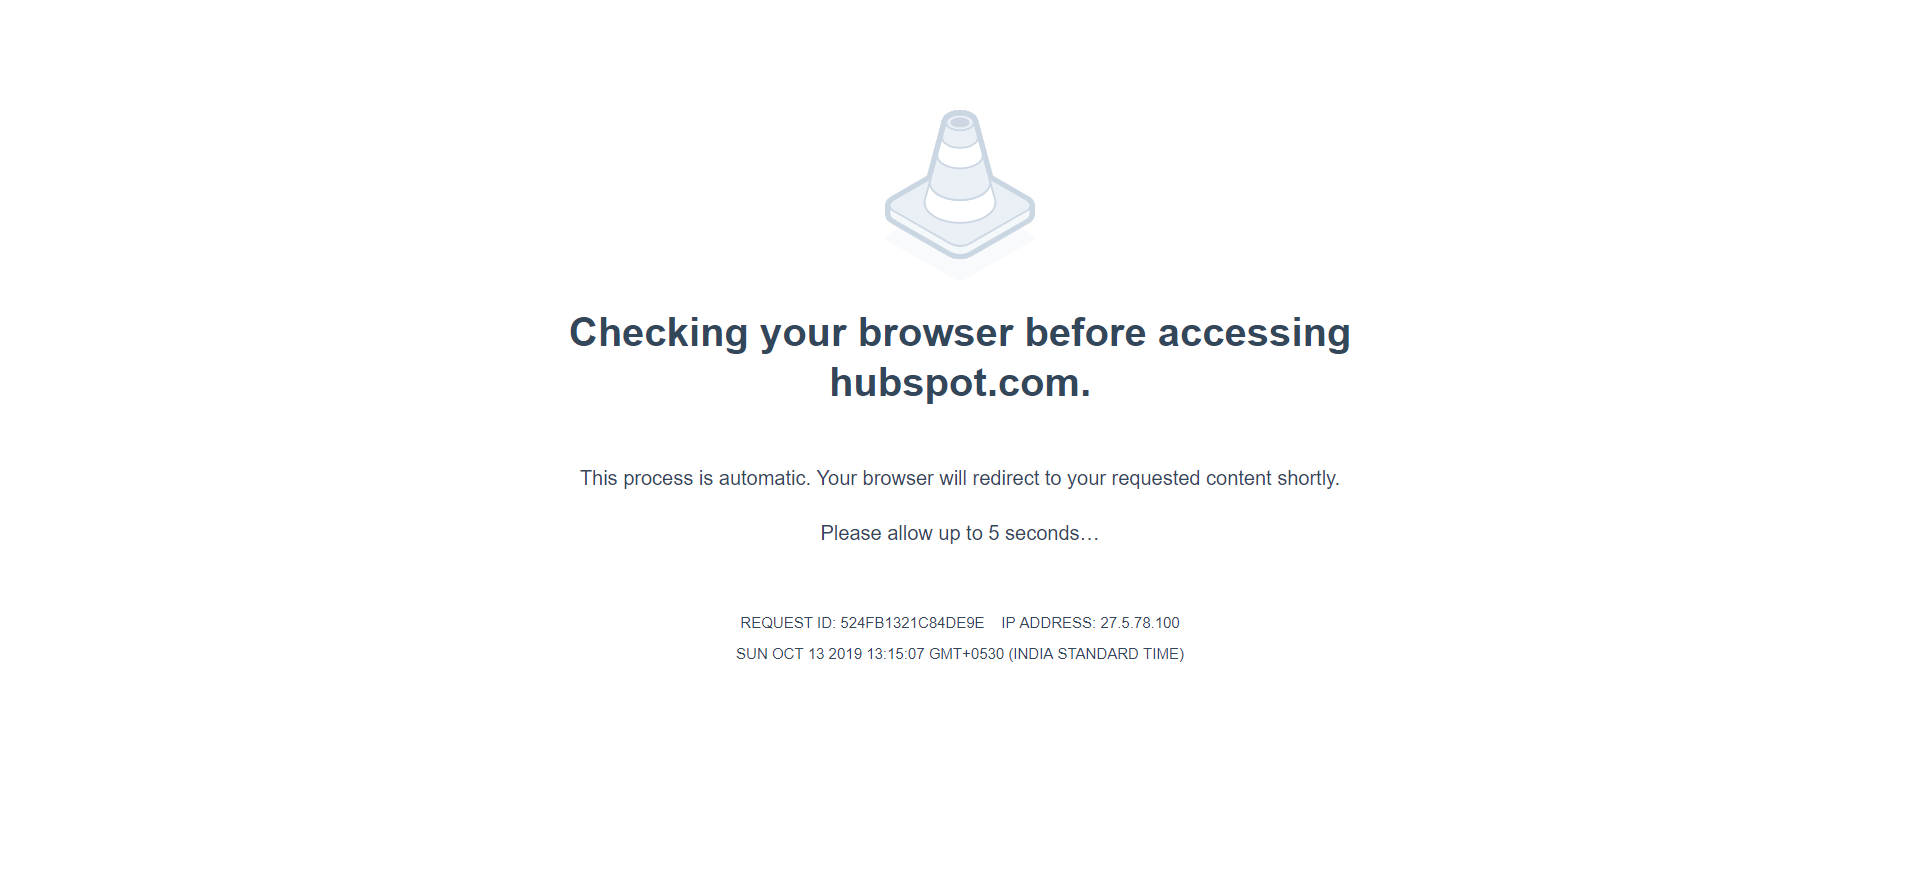 Checking your browser before accessing
hubspot.com.
This process is automatic. Your browser will redirect to your requested content shortly.
Please allow up to 5 seconds…
REQUEST ID: 524FB1321C84DE9E IP ADDRESS: 27.5.78.100
SUN OCT 13 2019 13:15:07 GMT+0530 (INDIA STANDARD TIME)